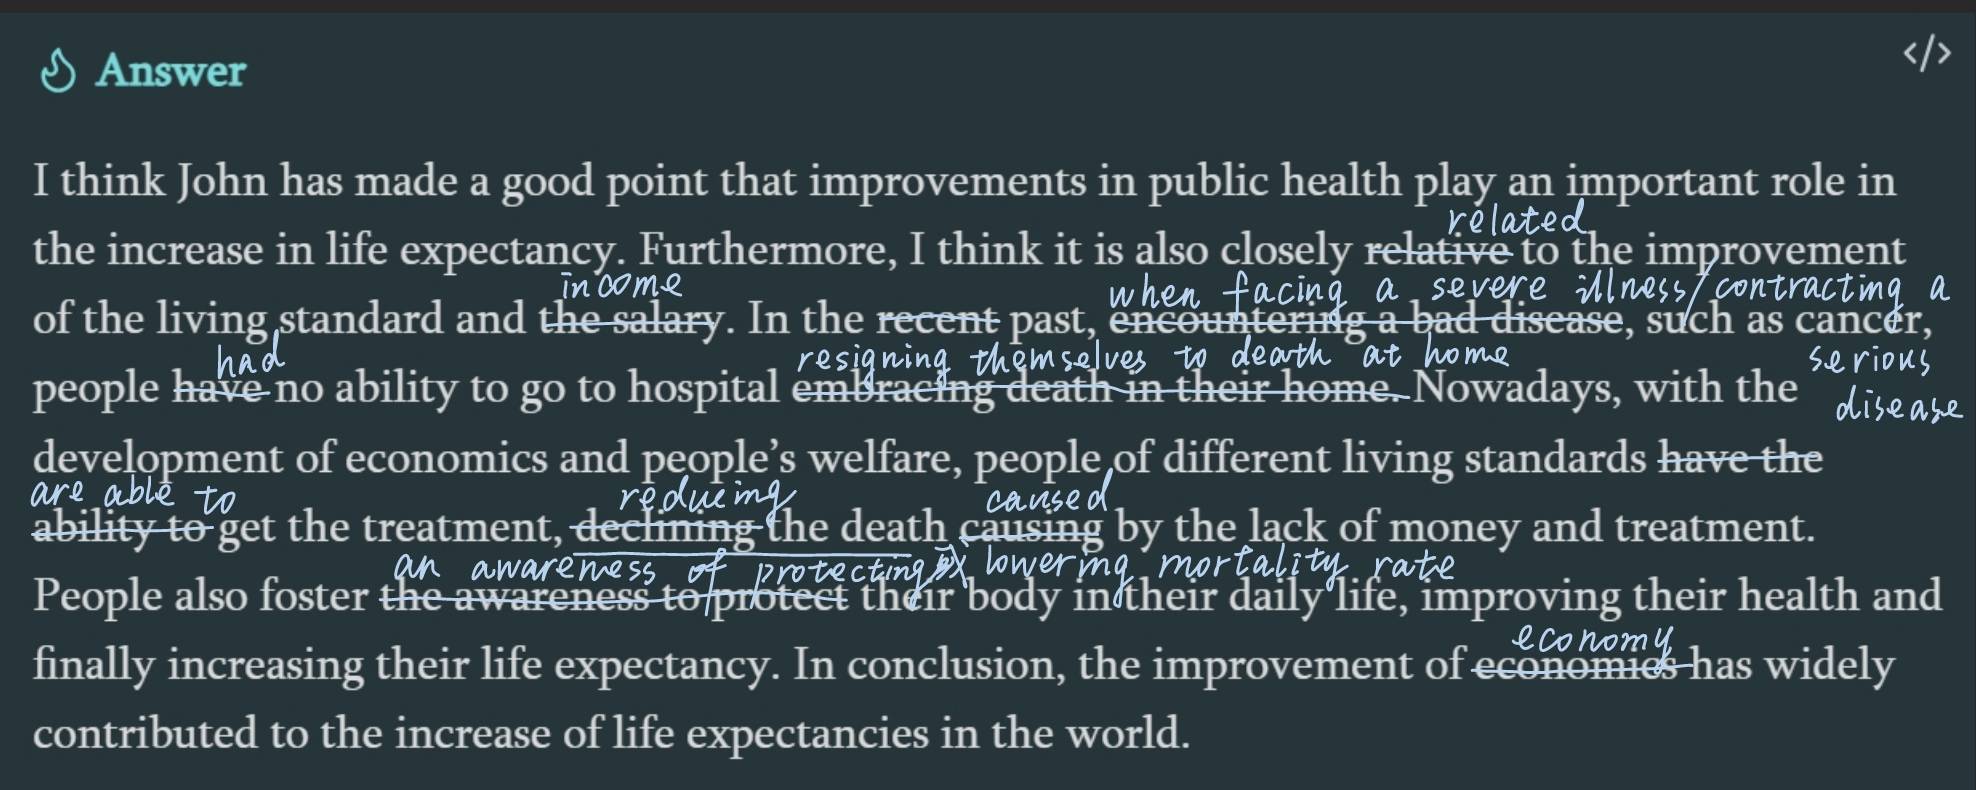 </>
Answer
I think John has made a good point that improvements in public health play an important role in
related
the increase in life expectancy. Furthermore, I think it is also closely relative to the improvement
income when facing a severe illness/contracting a
of the living standard and the salary. In the recent past, encountering a bad disease, such as cancer,
had resigning themselves to death at home serious
people have no ability to go to hospital embracing death in their home. Nowadays, with the
disease
development of economics and people's welfare, people of different living standards have the
are able to reducing caused
ability to get the treatment, declining the death causing by the lack of money and treatment.
an awareness of protecting lowering mortality rate
People also foster the awareness to protect their body in their daily life, improving their health and
economy
finally increasing their life expectancy. In conclusion, the improvement of economics has widely
contributed to the increase of life expectancies in the world.